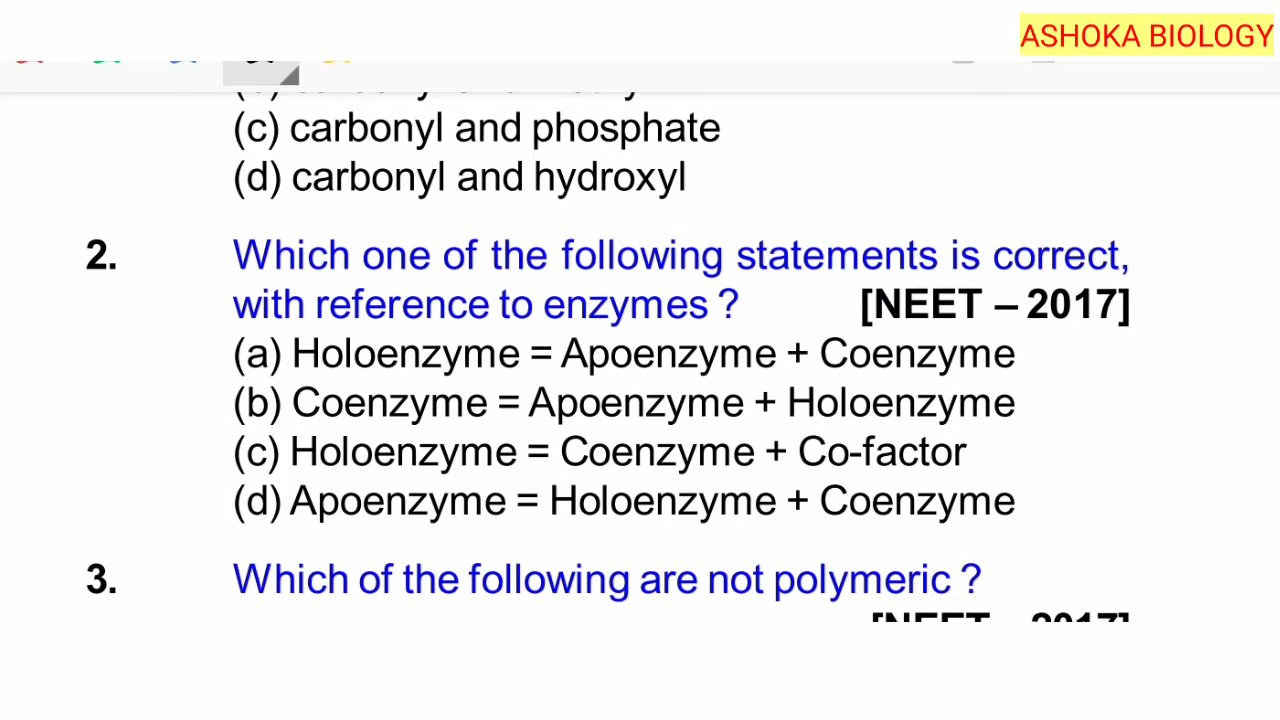 ASHOKA BIOLOGY
(c) carbonyl and phosphate
(d) carbonyl and hydroxyl
2. Which one of the following statements is correct,
with reference to enzymes ? [NEET – 2017]
(a) Holoenzyme = Apoenzyme + Coenzyme
(b) Coenzyme = Apoenzyme + Holoenzyme
(c) Holoenzyme = Coenzyme + Co-factor
(d) Apoenzyme = Holoenzyme + Coenzyme
3. Which of the following are not polymeric ?
[NEET – 2017]